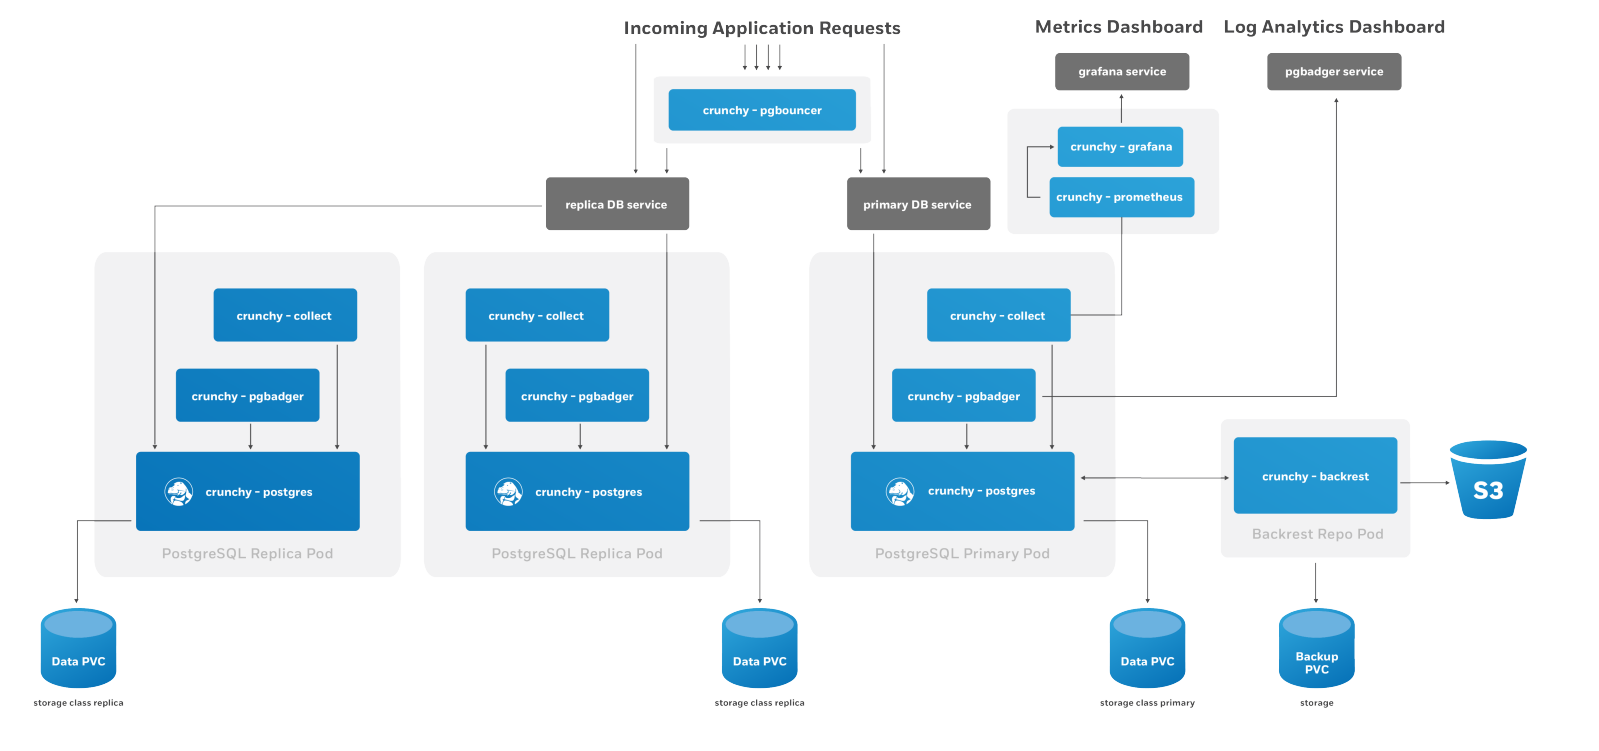 Incoming Application Requests
Metrics Dashboard
Log Analytics Dashboard
grafana service
pgbadger service
crunchy - pgbouncer
crunchy - grafana
crunchy - prometheus
replica DB service
primary DB service
crunchy - collect
crunchy - collect
crunchy - collect
crunchy - pgbadger
crunchy - pgbadger
crunchy - pgbadger
crunchy - postgres
crunchy - postgres
crunchy - postgres
crunchy - backrest
S3
PostgreSQL Replica Pod
PostgreSQL Replica Pod
PostgreSQL Primary Pod
Backrest Repo Pod
Data PVC
Data PVC
Data PVC
Backup
PVC
storage class replica
storage class replica
storage class primary
storage